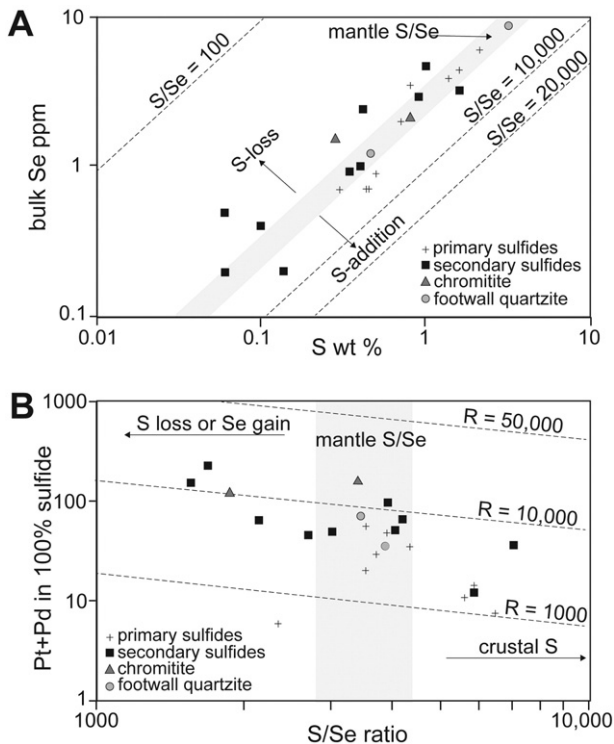 A
mantle S/Se
S/Se = 100
S/Se = 10,000
S/Se = 20,000
S-loss
S-addition
bulk Se ppm
10
1
0.1
primary sulfides
secondary sulfides
chromitite
footwall quartzite
0.01
0.1
1
10
S wt %
B
1000
100
10
1
Pt+Pd in 100% sulfide
S loss or Se gain
mantle S/Se
R = 50,000
R = 10,000
R = 1000
crustal S
primary sulfides
secondary sulfides
chromitite
footwall quartzite
1000
10,000
S/Se ratio